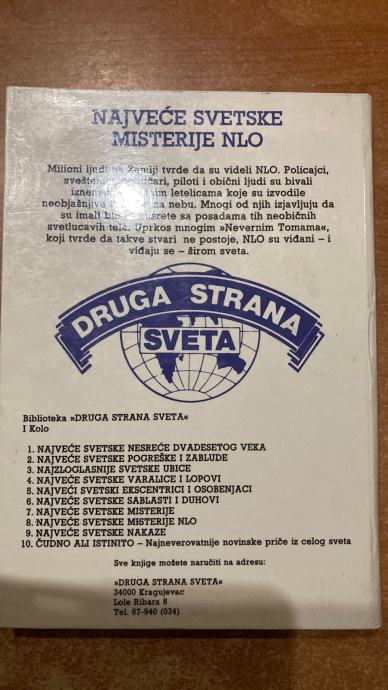 NAJVEĆE SVETSKE
MISTERIJE NLO
Milioni ljudi na Zemiji tvrde da su videli NLO. Policajci,
piloti i obični ljudi su bivali
letelicama koje su izvodile
na nebu. Mnogi od njih izjavljuju da
su imali susrete sa posadama tih neobičnih
svetlucavih tela. Uprkos mnogim »Nevernim Tomama«,
koji tvrde da takve stvari ne postoje, NLO su viđani – i
viđaju se – širom sveta.
DRUGA STRANA
SVETA
Biblioteka »DRUGA STRANA SVETA«
I Kolo
1. NAJVEĆE SVETSKE NESREĆE DVADESETOG VEKA
2. NAJVEĆE SVETSKE POGREŠKE I ZABLUDE
3. NAJZLOGLASNIJE SVETSKE UBICE
4. NAJVEĆE SVETSKE VARALICE I LOPOVI
5. NAJVEĆI SVETSKI EKSCENTRICI I OSOBENJACI
6. NAJVEĆE SVETSKE SABLASTI I DUHOVI
7. NAJVEĆE SVETSKE MISTERIJE
8. NAJVEĆE SVETSKE MISTERIJE NLO
9. NAJVEĆE SVETSKE NAKAZE
10. ČUDNO ALI ISTINITO – Najneverovatnije novinske priče iz celog sveta
Sve knjige možete naručiti na adresu:
»DRUGA STRANA SVETA«
34000 Kragujevac
Lole Ribara 8
Tel. 67-940 (034)